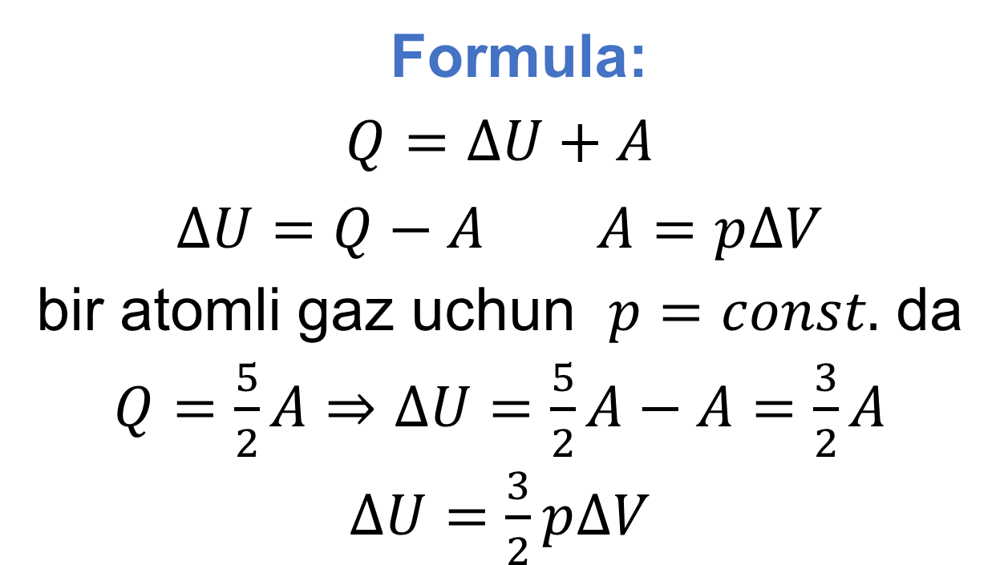 Formula:
Q = ΔU + A
ΔU = Q − A A = pΔV
bir atomli gaz uchun p = const. da
Q = 5/2 A ⇒ ΔU = 5/2 A − A = 3/2 A
ΔU = 3/2 pΔV